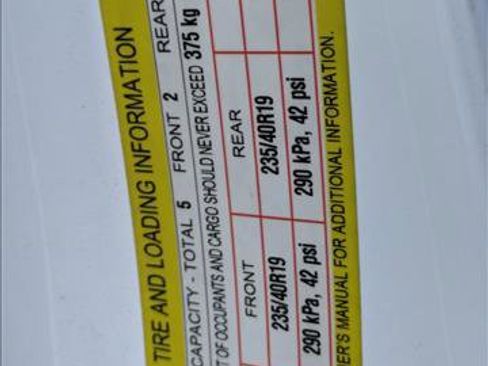 TIRE AND LOADING INFORMATION
CAPACITY - TOTAL 5 FRONT 2 REAR
T OF OCCUPANTS AND CARGO SHOULD NEVER EXCEED 375 kg
FRONT REAR
235/40R19 235/40R19
290 kPa, 42 psi 290 kPa, 42 psi
ER'S MANUAL FOR ADDITIONAL INFORMATION.